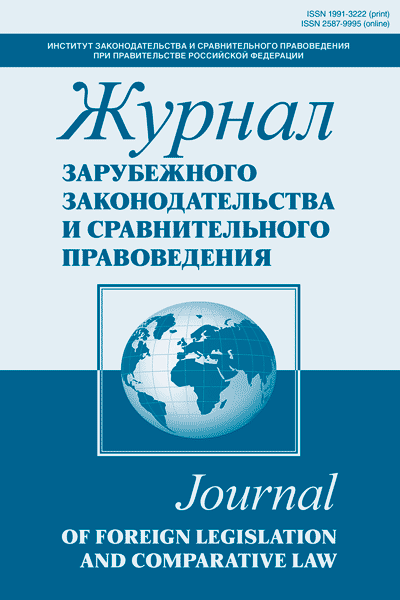 ISSN 1991-3222 (print)
ISSN 2587-9995 (online)
ИНСТИТУТ ЗАКОНОДАТЕЛЬСТВА И СРАВНИТЕЛЬНОГО ПРАВОВЕДЕНИЯ
ПРИ ПРАВИТЕЛЬСТВЕ РОССИЙСКОЙ ФЕДЕРАЦИИ
Журнал
ЗАРУБЕЖНОГО
ЗАКОНОДАТЕЛЬСТВА
И СРАВНИТЕЛЬНОГО
ПРАВОВЕДЕНИЯ
Journal
OF FOREIGN LEGISLATION
AND COMPARATIVE LAW